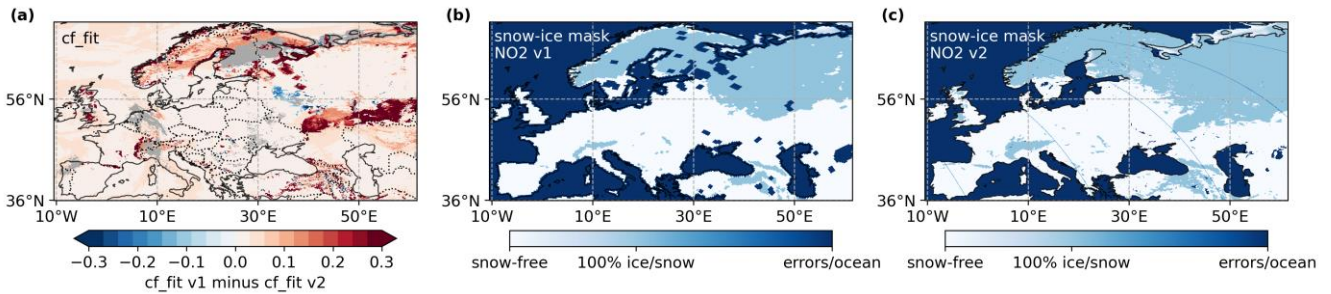 (a)
cf_fit
56°N
36°N
10°W
10°E
30°E
50°E
−0.3
−0.2
−0.1
0.0
0.1
0.2
0.3
cf_fit v1 minus cf_fit v2
(b)
snow-ice mask
NO2 v1
56°N
36°N
10°W
10°E
30°E
50°E
snow-free
100% ice/snow
errors/ocean
(c)
snow-ice mask
NO2 v2
56°N
36°N
10°W
10°E
30°E
50°E
snow-free
100% ice/snow
errors/ocean